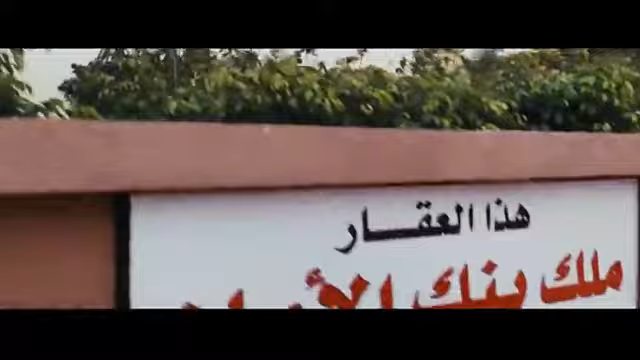 هذا العقار
ملك بنك